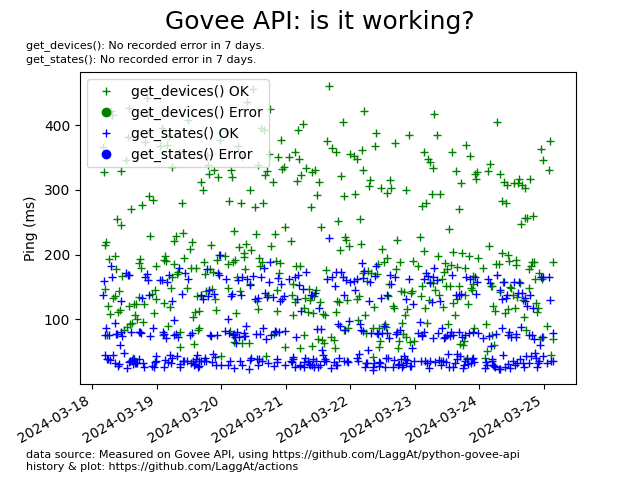 Govee API: is it working?
get_devices(): No recorded error in 7 days.
get_states(): No recorded error in 7 days.
get_devices() OK
get_devices() Error
get_states() OK
get_states() Error
400
300
200
100
Ping (ms)
2024-03-18
2024-03-19
2024-03-20
2024-03-21
2024-03-22
2024-03-23
2024-03-24
2024-03-25
data source: Measured on Govee API, using https://github.com/LaggAt/python-govee-api
history & plot: https://github.com/LaggAt/actions